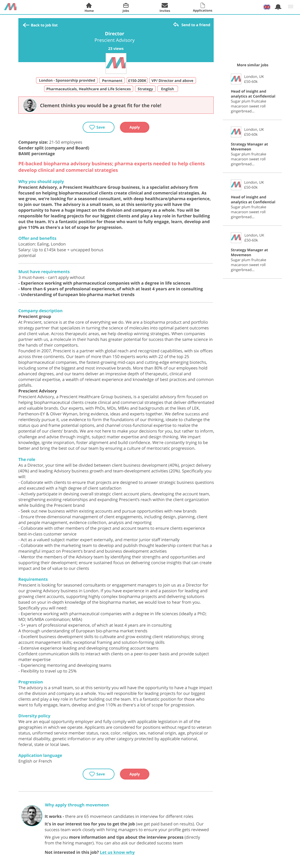 Home
Jobs
Invites
Applications
Back to job list
Send to a friend
Director
Prescient Advisory
23 views
London - Sponsorship provided
Permanent
£150-200K
VP/ Director and above
Pharmaceuticals, Healthcare and Life Sciences
Strategy
English
Clement thinks you would be a great fit for the role!
Save
Apply
Company size: 21-50 employees
Gender split (company and Board)
BAME percentage
PE-backed biopharma advisory business; pharma experts needed to help clients
develop clinical and commercial strategies
Why you should apply
Prescient Advisory, a Prescient Healthcare Group business, is a specialist advisory firm
focused on helping biopharmaceutical clients create clinical and commercial strategies. As
we grow, we're looking for a seasoned consultant, with deep healthcare/pharma experience,
to join our team. The advisory is a small team, so at this seniority you will have the
opportunity to have a huge impact in the division and company as a whole. You will be
responsible for leading projects for our biggest clients and play a key role in further building
out the team. It's a fantastic position for those who want to fully engage, learn, develop and
give 110% as there's a lot of scope for progression.
Offer and benefits
Location: Ealing, London
Salary: Up to £145k base + uncapped bonus
potential
Must have requirements
3 must-haves - can't apply without
- Experience working with pharmaceutical companies with a degree in life sciences
- More than 6 years of professional experience, of which at least 4 years are in consulting
- Understanding of European bio-pharma market trends
Company description
Prescient group
At Prescient, science is at the core of everything we do. We are a biopharma product and portfolio
strategy partner that specialises in turning the science of molecules into optimal patient outcomes
and client value. Across geographies and cultures, we help develop winning strategies. When companies
partner with us, a molecule in their hands has greater potential for success than the same one in
the hands of their competitors.
Founded in 2007, Prescient is a partner with global reach and recognised capabilities, with six offices
across three continents. Our team of more than 130 experts works with 22 of the top 25
biopharmaceutical companies, the fastest-growing mid-caps and cutting-edge biotechs, including
some of the biggest and most innovative brands. More than 80% of our employees hold
advanced degrees, and our teams deliver an impressive depth of therapeutic, clinical and
commercial expertise, a wealth of relevant experience and knowledge of best practices and common
pitfalls.
Prescient Advisory
Prescient Advisory, a Prescient Healthcare Group business, is a specialist advisory firm focused on
helping biopharmaceutical clients create clinical and commercial strategies that deliver differentiated
and valuable Brands. Our experts, with PhDs, MDs, MBAs and backgrounds at the likes of LEK,
Parthenon-EY & Oliver Wyman, bring evidence, ideas and experts together. We define success and
relentlessly pursue it; on ourselves, we constantly challenge our thinking. We've ideas to challenge the
status quo and frame potential options, and channel cross-functional expertise to realise the
potential of our clients' brands. We are not here to make you our decisions for you, but rather to inform,
challenge and advise through insight, subject matter expertise and design thinking. We impart
knowledge; ignite inspiration, foster collaboration. We are sincerely trying to be better and bring
the best out of our team by ensuring a culture of meritocratic progression.
The role
As a Director, your time will be divided between client business development (40%), project delivery
(40%) and leading Advisory business growth and team development activities (20%). Specifically you
will:
- Collaborate with clients to ensure that projects are designed to answer strategic business questions
and executed with a high degree of client satisfaction
- Actively participate in devising overall strategic client account plans, developing the account team,
strengthening existing relationships and expanding our work within the client organisation
while building the Prescient brand
- Seek out new business within existing accounts and pursue opportunities with new brands
- Ensure three-dimensional management of client engagements, including design, planning, client
and people management, evidence collection, analysis and reporting
- Collaborate with the client and the project team to ensure clients experience
best-in-client service
- Act as a valued subject matter expert externally, and mentor junior staff internally
- Collaborate with the marketing team to develop and publish thought leadership content that has a
meaningful impact on Prescient's brand and business development activities
- Mentor the members of the Advisory team by identifying their strengths/opportunities and
supporting their development; ensure sustained focus on delivering concise insights that can create
impact and be of value to our clients
Requirements
Prescient is looking for seasoned consultants or engagement managers to join us as a Director for
our growing Advisory business in London. If you have experience in and a passion for leading and
growing client accounts, supporting highly complex biopharma projects and delivering solutions
based upon in-depth knowledge of the biopharma market, we would love to hear from you.
Specifically you will need:
- Experience working with pharmaceutical companies with a degree in life sciences (ideally a PhD;
MD; MS/MBA combination; MBA)
- 5+ years of professional experience, of which at least 4 years are in consulting
A thorough understanding of European bio-pharma market trends
- Excellent business development skills to cultivate and grow existing client relationships; strong
account management skills; exceptional framing and solution framing skills
- Extensive experience leading and developing consulting account teams
Confident communication skills to interact with clients on a peer-to-peer basis and provide subject
matter expertise
- Experience mentoring and developing teams
- Flexibility to travel up to 25%
Progression
The advisory is a small team, so at this seniority you will have the opportunity to have a huge impact
in the division and company as a whole. You will be responsible for leading projects for our biggest
clients and play a key role in further building out the team. It's a fantastic position for those who
want to fully engage, learn, develop and give 110% as there's a lot of scope for progression.
Diversity policy
We are an equal opportunity employer and fully comply with applicable legislation in all of the
geographies in which we operate. Applicants are considered for positions without regard to veteran
status, uniformed service member status, race, color, religion, sex, national origin, age, physical or
mental disability, genetic information or any other category protected by applicable national,
federal, state or local laws.
Application language
English or French
Save
Apply
Why apply through movemeon
It works - there are 65 movemeon candidates in interview for different roles
It's in our interest too for you to get the job (we get paid based on results). Our
success team work closely with hiring managers to ensure your profile gets reviewed
We give you more information and tips about the interview process (directly
from the hiring manager). You can also ask our dedicated success team
Not interested in this job? Let us know why
More similar jobs
London, UK
£50-60k
Head of Insight and
analytics at Confidential
Sugar plum fruitcake
macaroon sweet roll
gingerbread...
London, UK
£50-60k
Strategy Manager at
Movemeon
Sugar plum fruitcake
macaroon sweet roll
gingerbread...
London, UK
£50-60k
Head of Insight and
analytics at Confidential
Sugar plum fruitcake
macaroon sweet roll
gingerbread...
London, UK
£50-60k
Strategy Manager at
Movemeon
Sugar plum fruitcake
macaroon sweet roll
gingerbread...